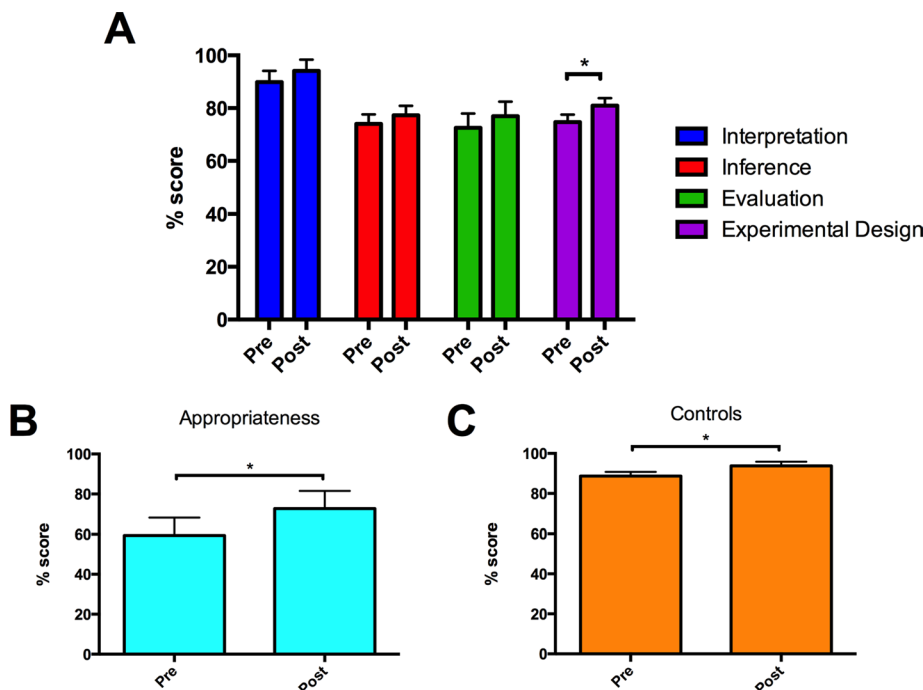 A
% score
100
80
60
40
20
0
*
Pre
Post
Pre
Post
Pre
Post
Pre
Post
Interpretation
Inference
Evaluation
Experimental Design
B
Appropriateness
% score
100
80
60
40
20
0
*
Pre
Post
C
Controls
% score
100
80
60
40
20
0
*
Pre
Post